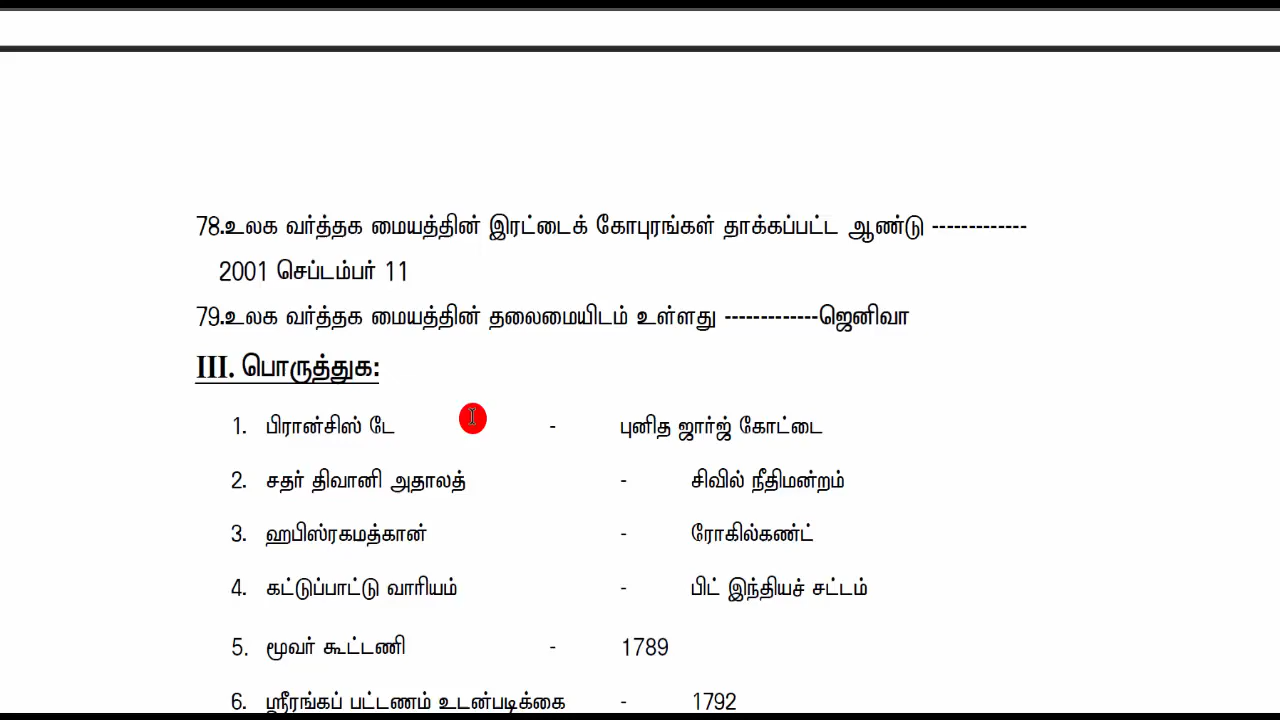 78.உலக வர்த்தக மையத்தின் இரட்டைக் கோபுரங்கள் தாக்கப்பட்ட ஆண்டு -------------
2001 செப்டம்பர் 11
79.உலக வர்த்தக மையத்தின் தலைமையிடம் உள்ளது -------------ஜெனிவா
III. பொருத்துக:
1. பிரான்சிஸ் டே - புனித ஜார்ஜ் கோட்டை
2. சதர் திவானி அதாலத் - சிவில் நீதிமன்றம்
3. ஹபிஸ்ரகமத்கான் - ரோகில்கண்ட்
4. கட்டுப்பாட்டு வாரியம் - பிட் இந்தியச் சட்டம்
5. மூவர் கூட்டணி - 1789
6. ஸ்ரீரங்கப் பட்டணம் உடன்படிக்கை - 1792